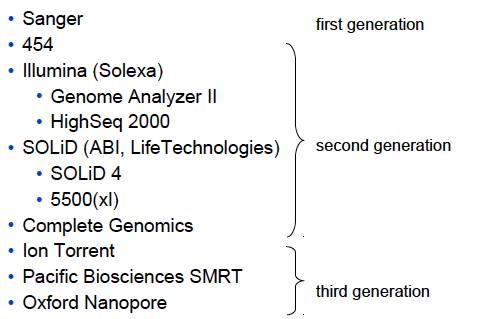 • Sanger
first generation
• 454
• Illumina (Solexa)
• Genome Analyzer II
• HighSeq 2000
• SOLiD (ABI, LifeTechnologies)
second generation
• SOLiD 4
• 5500(xl)
• Complete Genomics
• Ion Torrent
• Pacific Biosciences SMRT
third generation
• Oxford Nanopore